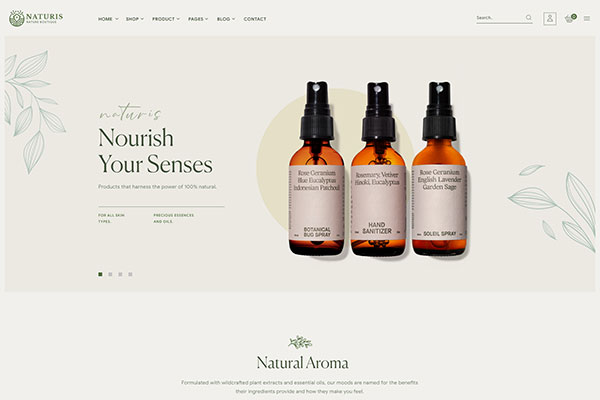 NATURIS
NATURE BOUTIQUE
HOME
SHOP
PRODUCT
PAGES
BLOG
CONTACT
Search..
0
naturis
Nourish
Your Senses
Products that harness the power of 100% natural.
FOR ALL SKIN
TYPES.
PRECIOUS ESSENCES
AND OILS.
Rose Geranium
Blue Eucalyptus
Indonesian Patchouli
BOTANICAL
BUG SPRAY
Rosemary, Vetiver
Hinoki, Eucalyptus
HAND
SANITIZER
Rose Geranium
English Lavender
Garden Sage
SOLEIL SPRAY
Natural Aroma
Formulated with wildcrafted plant extracts and essential oils, our moods are named for the benefits
their ingredients provide and how they make you feel.